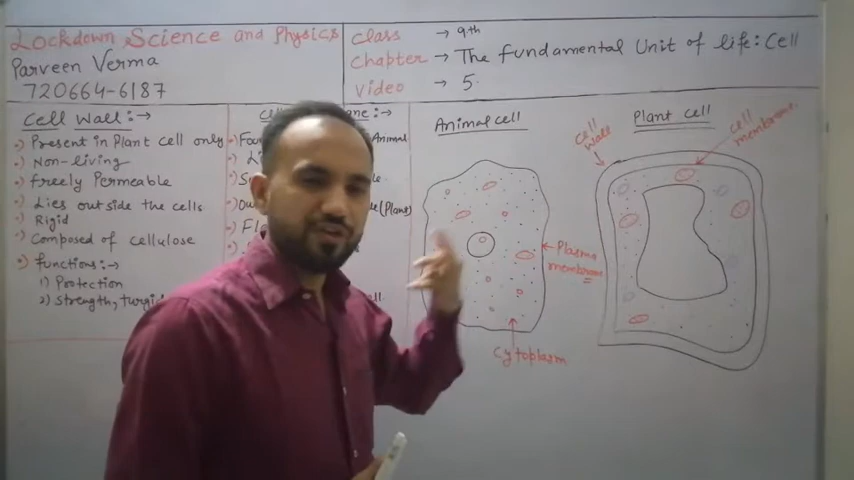 Lockdown Science and Physics
Parveen Verma
720664-6187
Class → 9th
Chapter → The fundamental Unit of life: Cell
Video → 5.
Cell Wall:→
Present in Plant cell only
Non-living
freely Permeable
Lies outside the cells
Rigid
Composed of cellulose
functions:→
1) Protection
2) Strength,
Animal
(Plant)
Animal cell
Plasma membrane
Cytoplasm
Plant cell
Cell Wall
Cell membrane